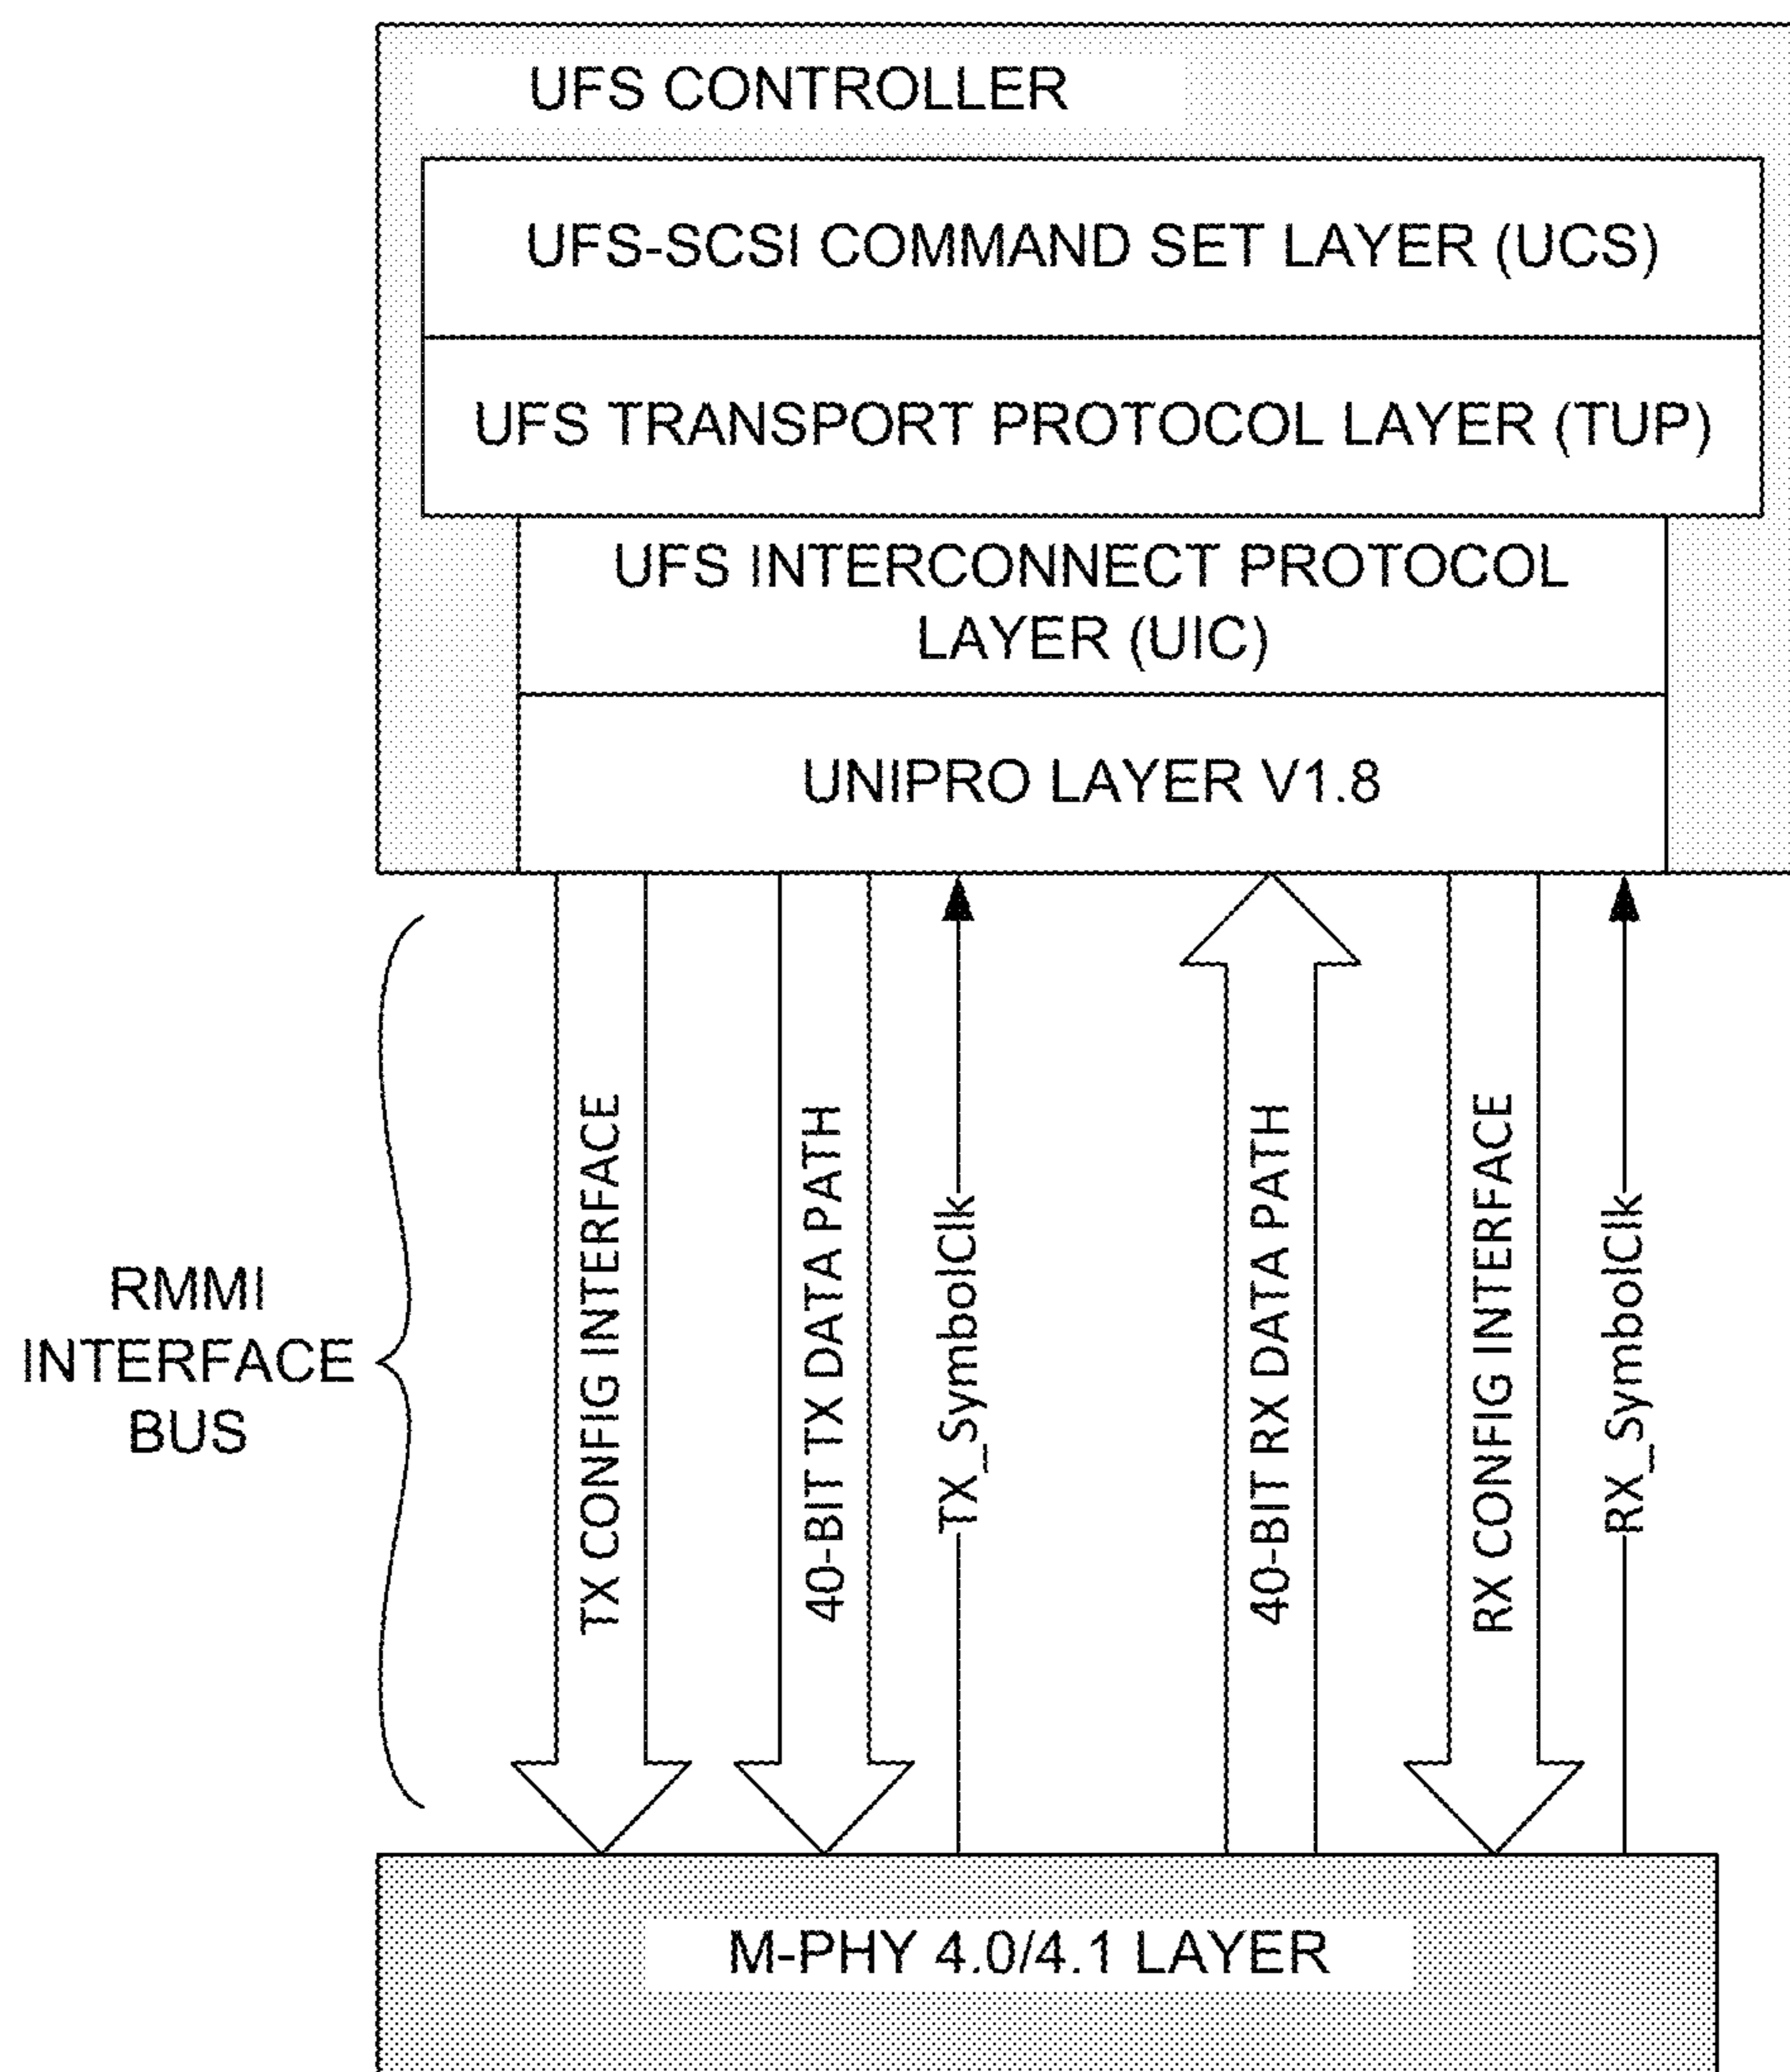 UFS CONTROLLER
UFS-SCSI COMMAND SET LAYER (UCS)
UFS TRANSPORT PROTOCOL LAYER (TUP)
UFS INTERCONNECT PROTOCOL
LAYER (UIC)
UNIPRO LAYER V1.8
RMMI
INTERFACE
BUS
TX CONFIG INTERFACE
40-BIT TX DATA PATH
TX_SymbolClk
40-BIT RX DATA PATH
RX CONFIG INTERFACE
RX_SymbolClk
M-PHY 4.0/4.1 LAYER